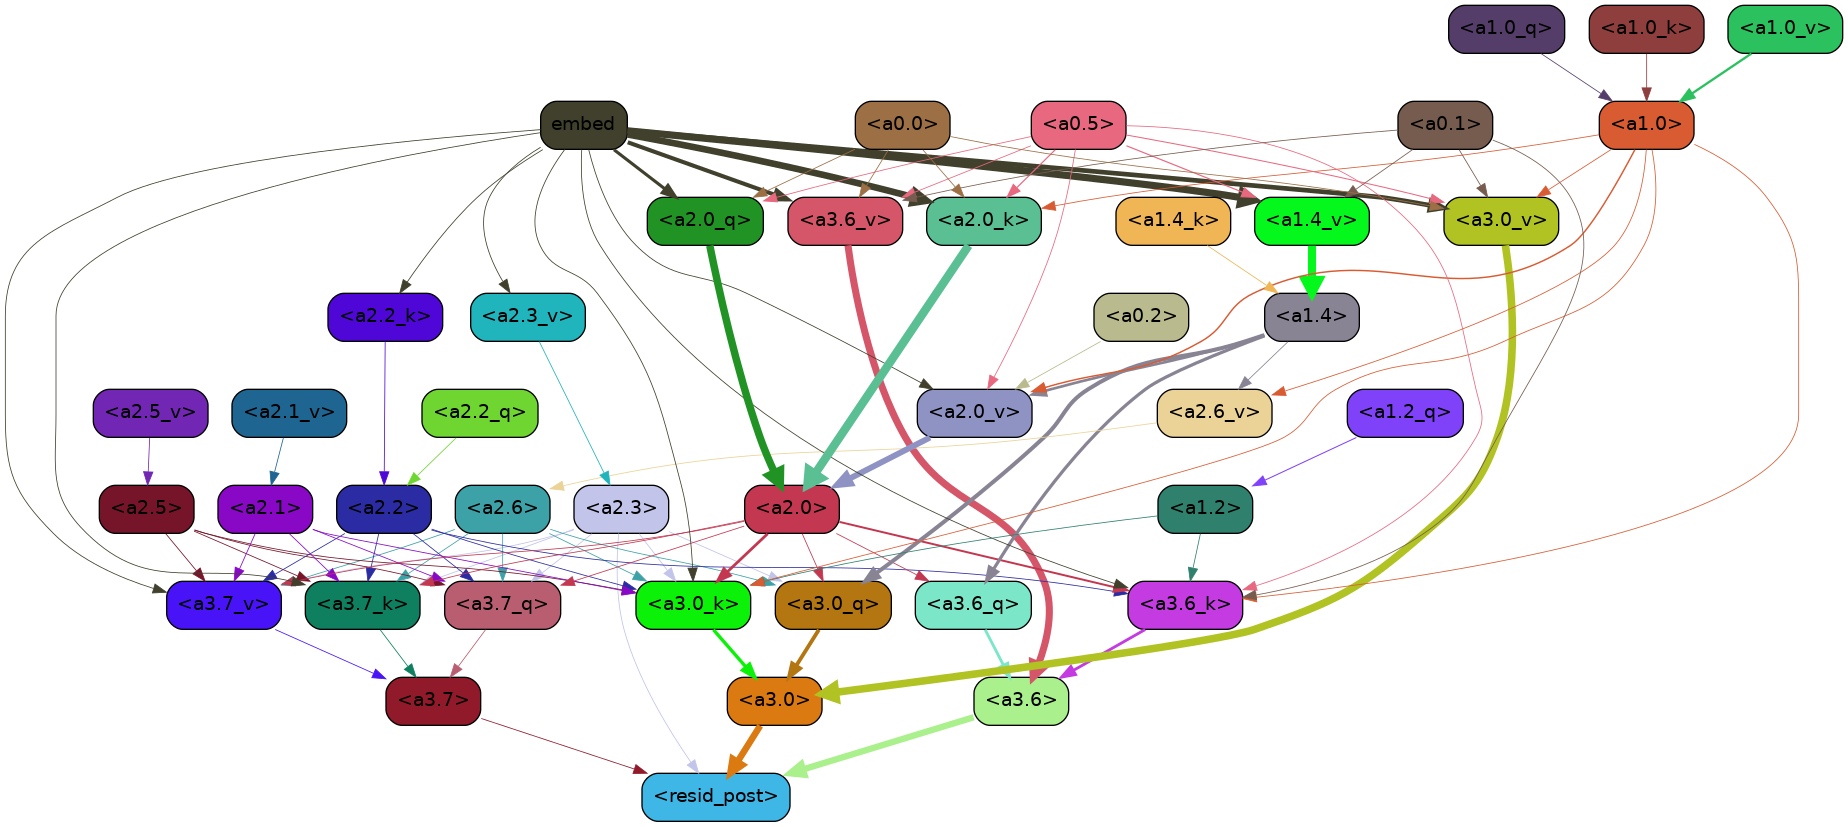 <a1.0_q> <a1.0_k> <a1.0_v>
embed <a0.0> <a0.5> <a0.1> <a1.0>
<a2.0_q> <a3.6_v> <a2.0_k> <a1.4_k> <a1.4_v> <a3.0_v>
<a2.2_k> <a2.3_v> <a0.2> <a1.4>
<a2.5_v> <a2.1_v> <a2.2_q> <a2.0_v> <a2.6_v> <a1.2_q>
<a2.5> <a2.1> <a2.2> <a2.6> <a2.3> <a2.0> <a1.2>
<a3.7_v> <a3.7_k> <a3.7_q> <a3.0_k> <a3.0_q> <a3.6_q> <a3.6_k>
<a3.7> <a3.0> <a3.6>
<resid_post>